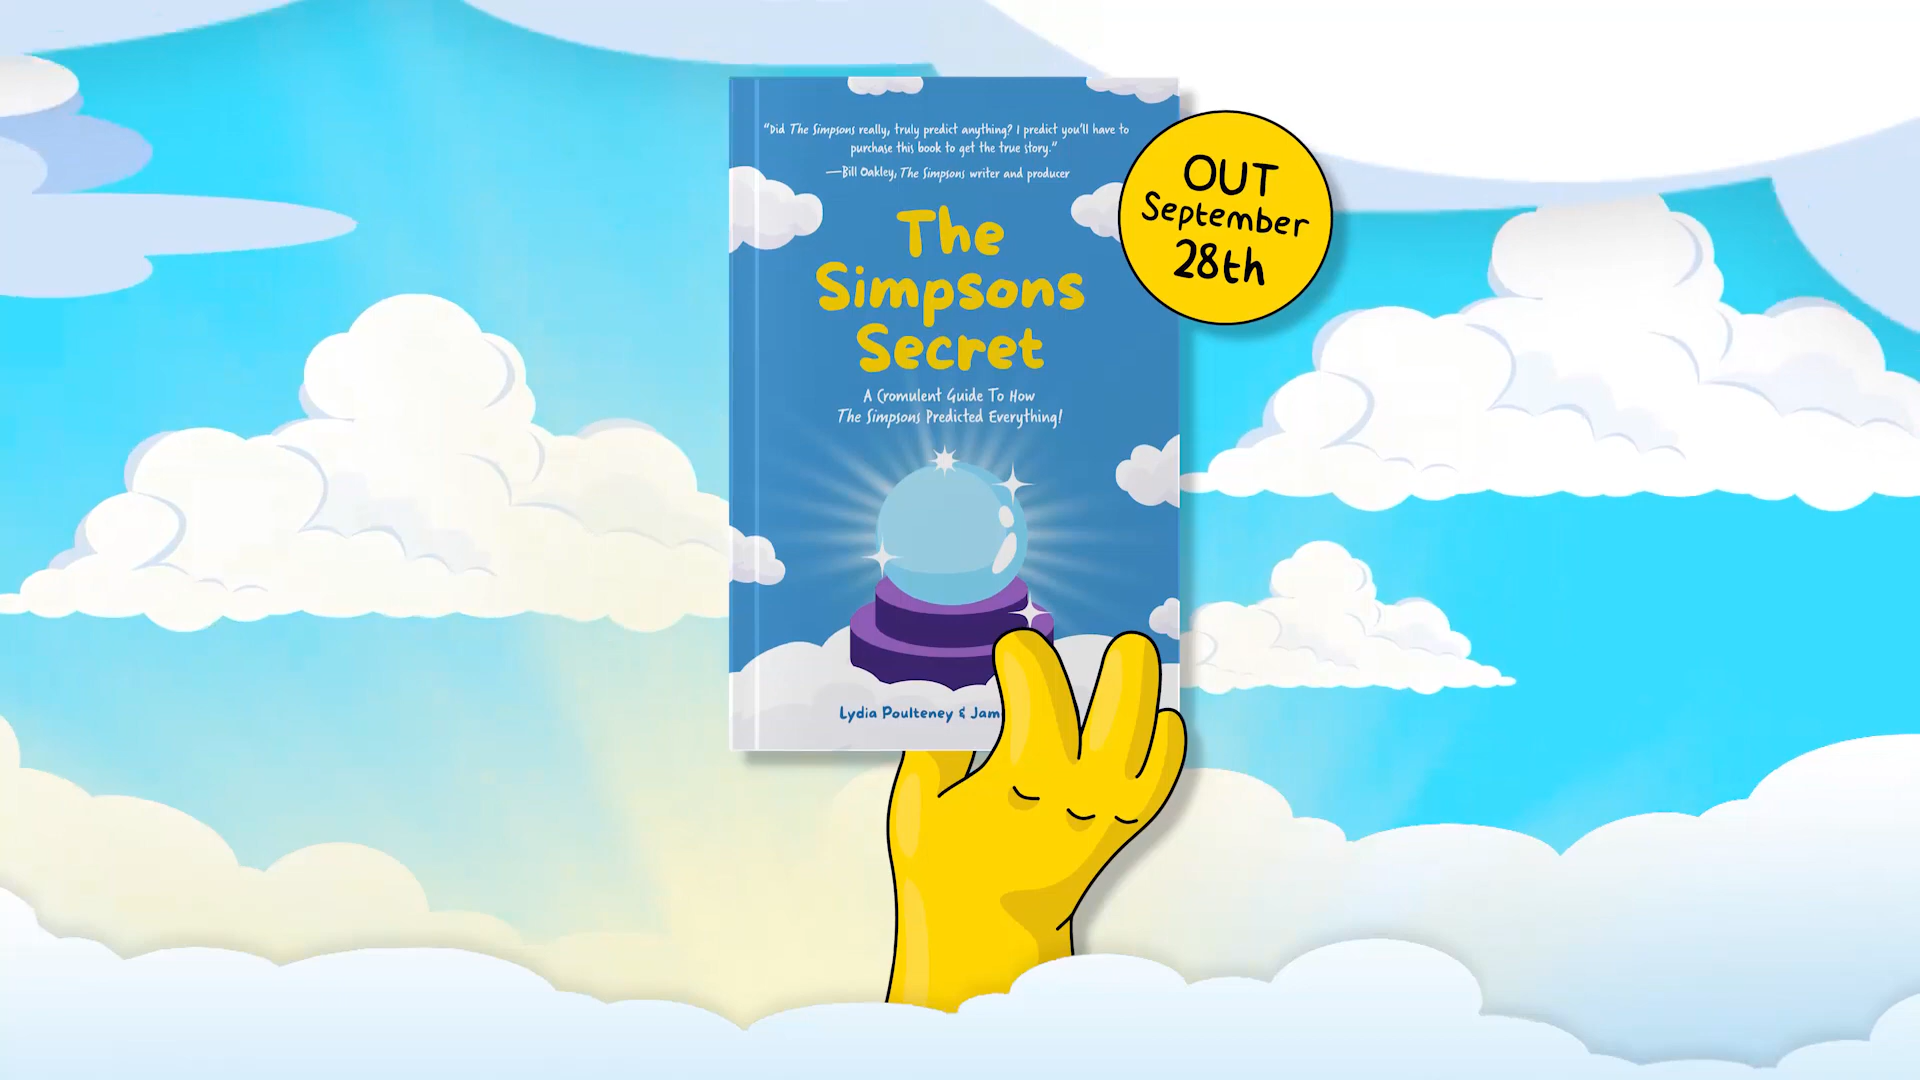 "Did The Simpsons really, truly predict anything? I predict you'll have to
purchase this book to get the true story."
—Bill Oakley, The Simpsons writer and producer
The
Simpsons
Secret
A Cromulent Guide To How
The Simpsons Predicted Everything!
Lydia Poulteney & Jam
OUT
September
28th